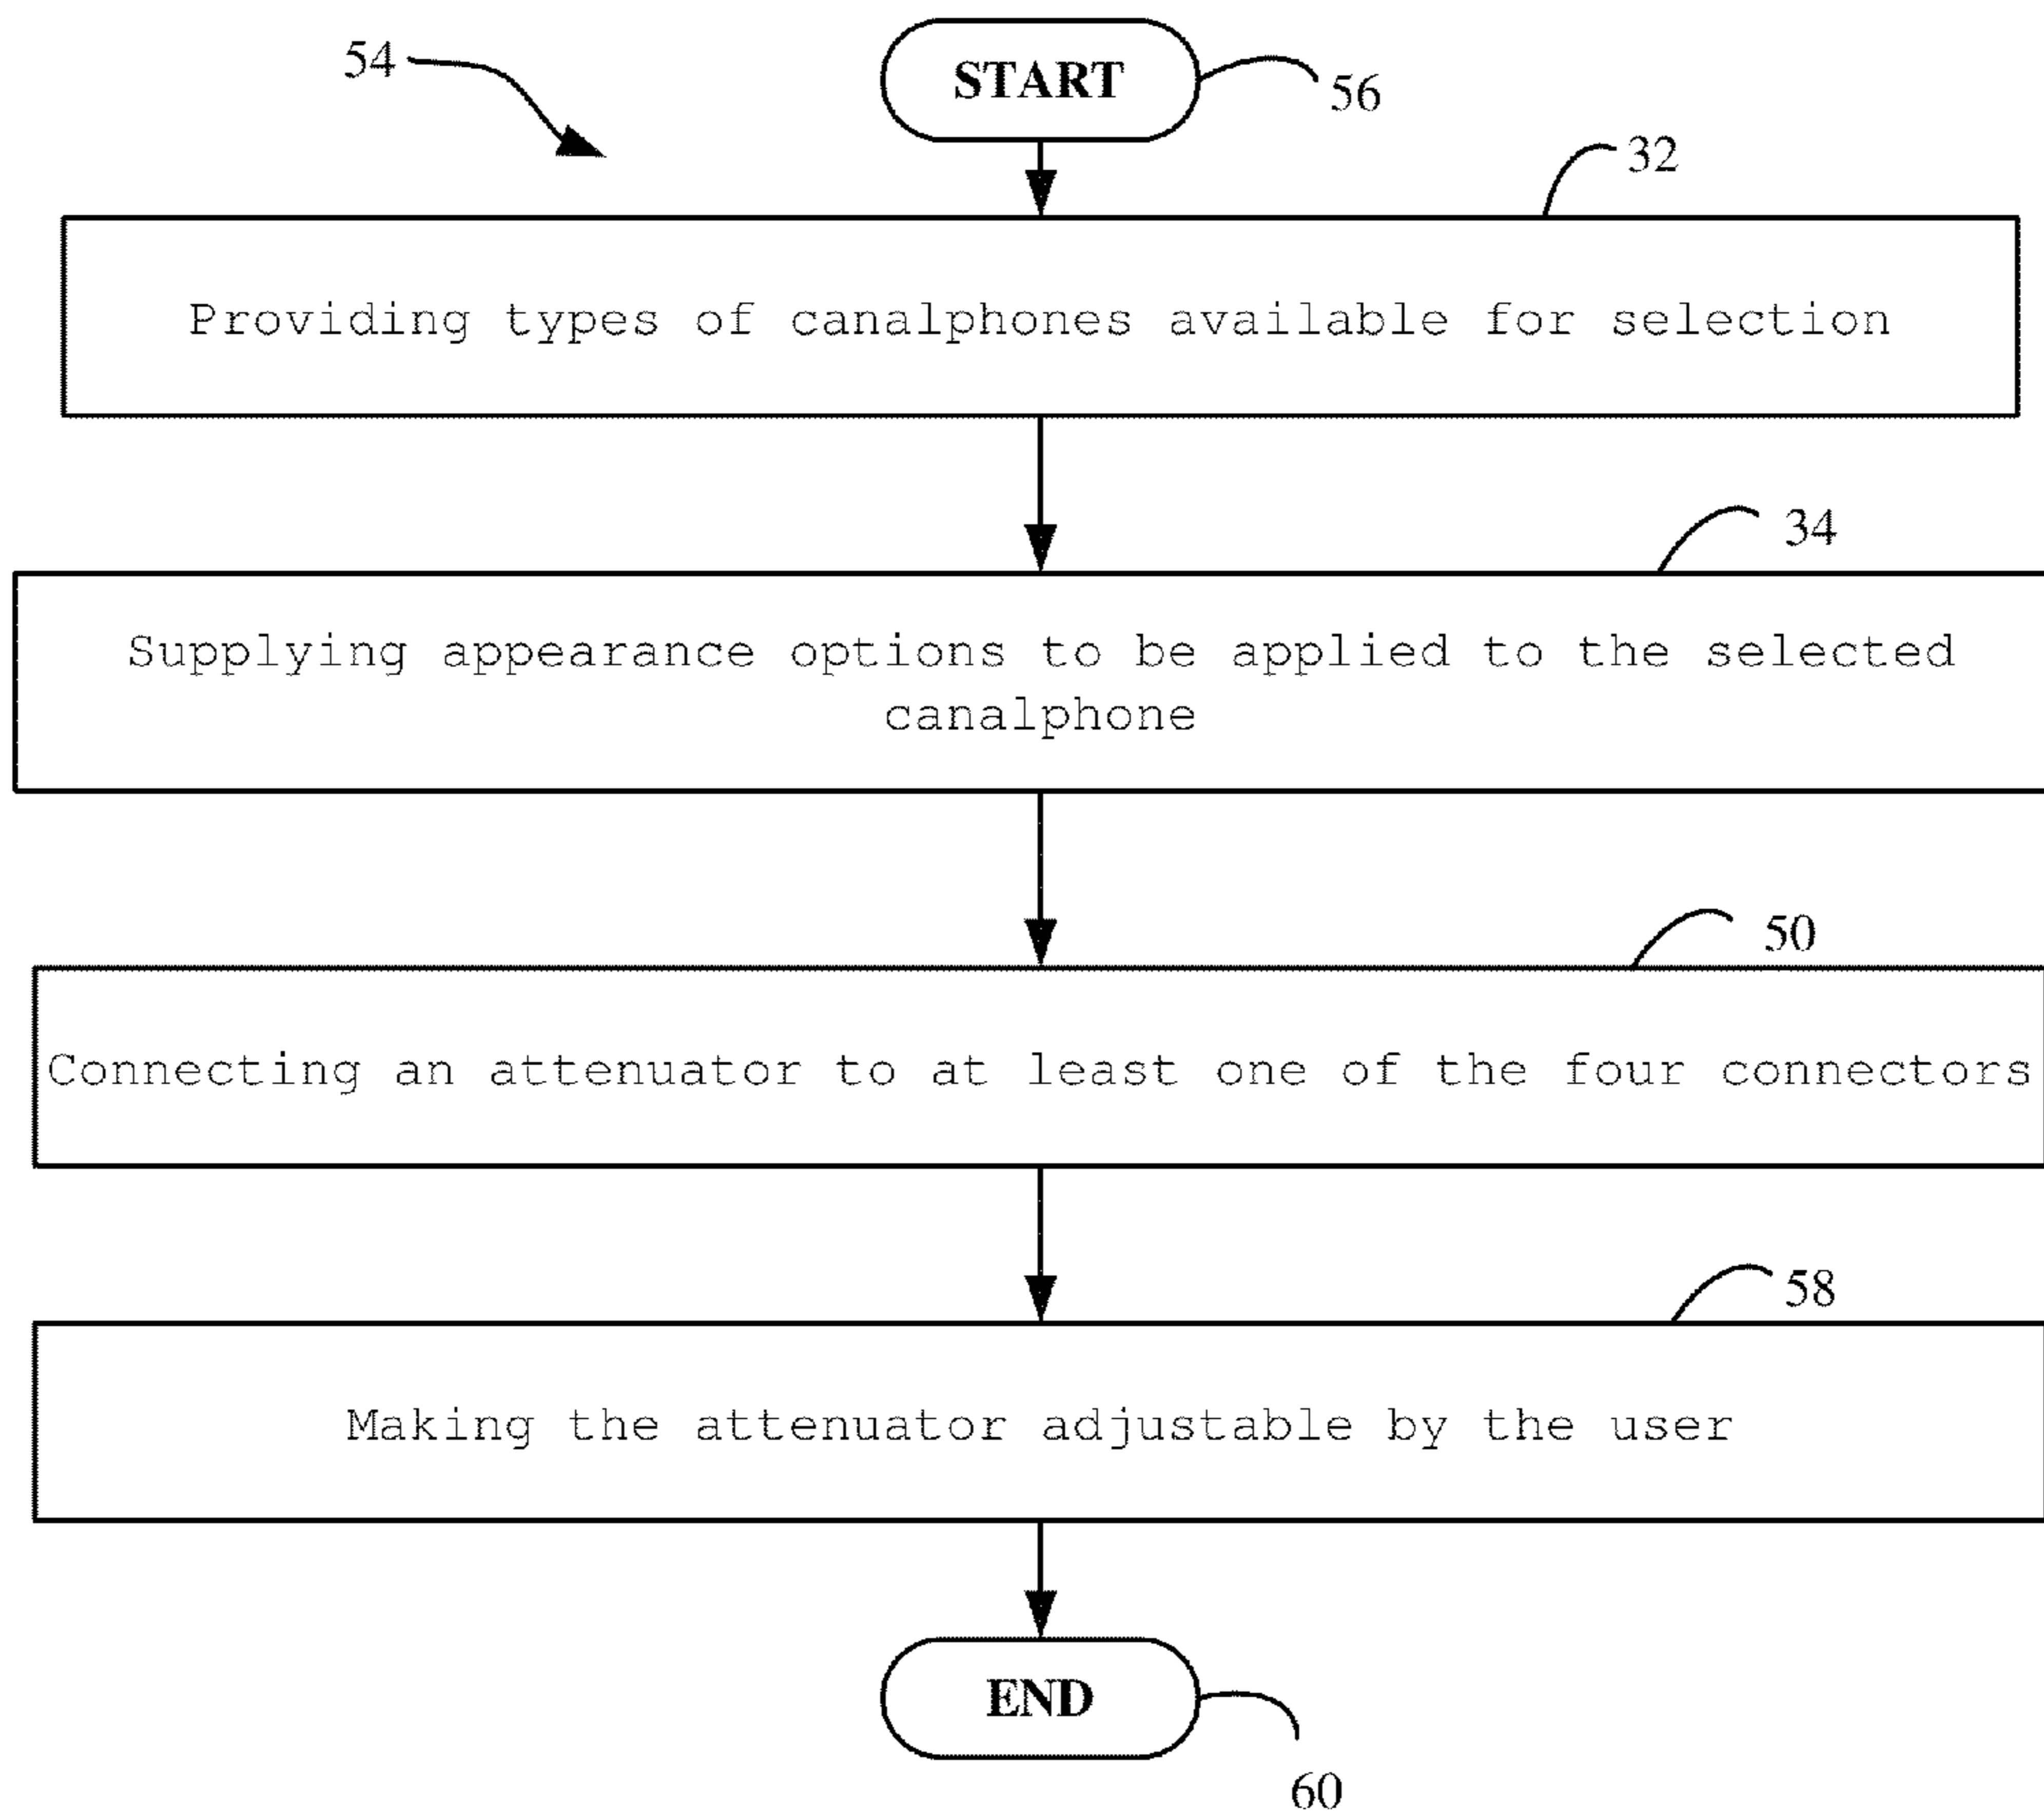 54
START
56
32
Providing types of canalphones available for selection
34
Supplying appearance options to be applied to the selected
canalphone
50
Connecting an attenuator to at least one of the four connectors
58
Making the attenuator adjustable by the user
END
60